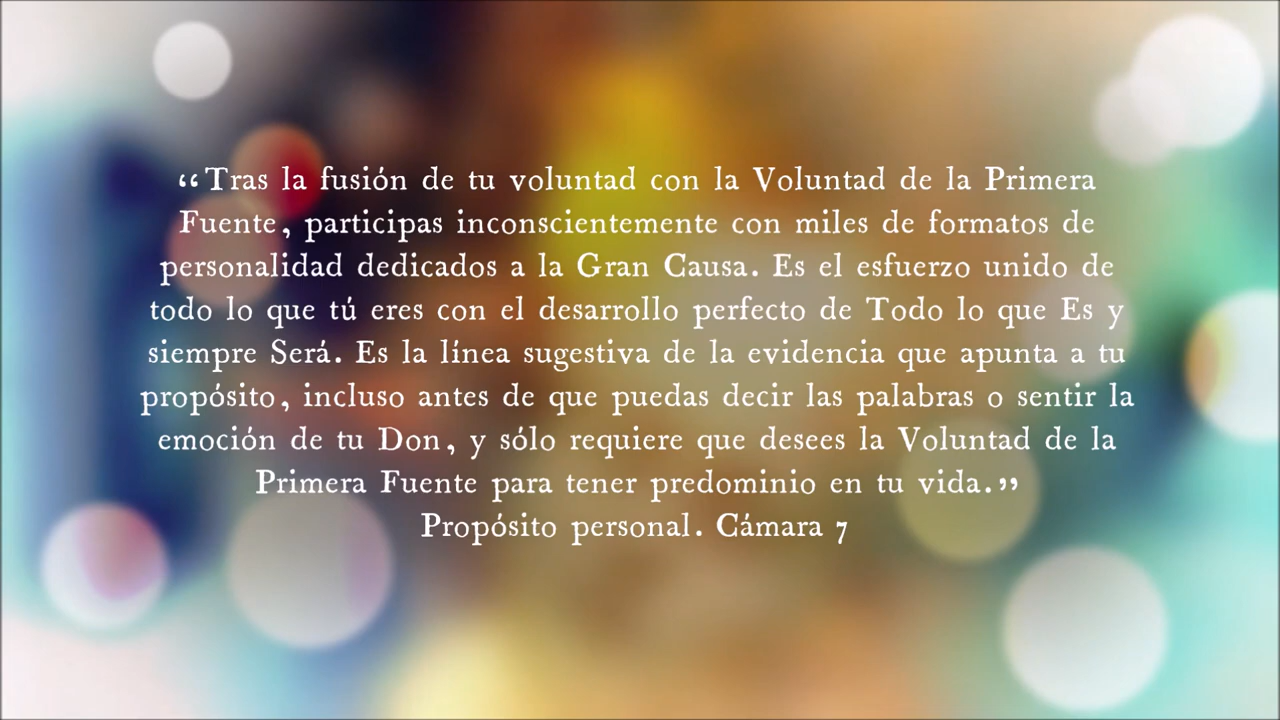 “Tras la fusión de tu voluntad con la Voluntad de la Primera
Fuente, participas inconscientemente con miles de formatos de
personalidad dedicados a la Gran Causa. Es el esfuerzo unido de
todo lo que tú eres con el desarrollo perfecto de Todo lo que Es y
siempre Será. Es la línea sugestiva de la evidencia que apunta a tu
propósito, incluso antes de que puedas decir las palabras o sentir la
emoción de tu Don, y sólo requiere que desees la Voluntad de la
Primera Fuente para tener predominio en tu vida.”
Propósito personal. Cámara 7